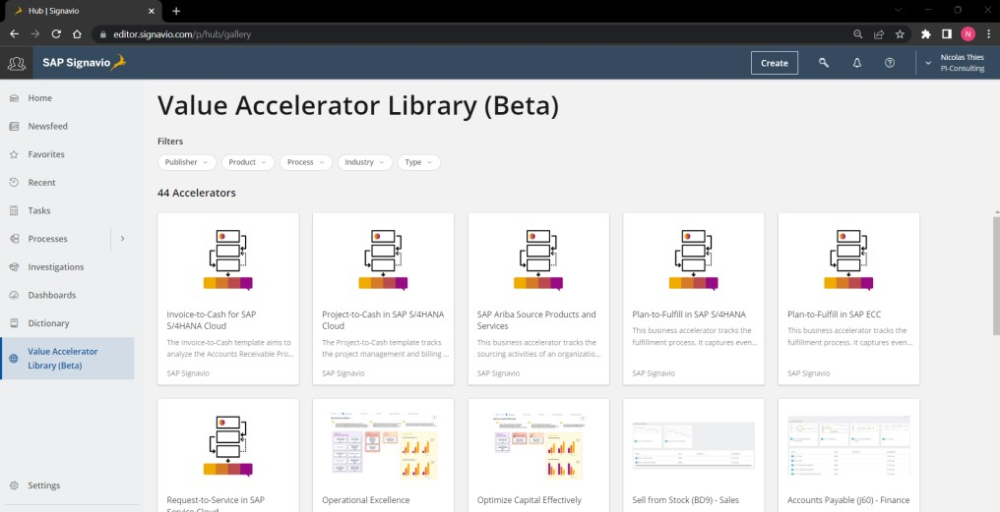 Hub | Signavio
editor.signavio.com/p/hub/gallery
N
SAP Signavio
Create
Nicolas Thies
PI-Consulting
Home
Newsfeed
Favorites
Recent
Tasks
Processes
Investigations
Dashboards
Dictionary
Value Accelerator
Library (Beta)
Settings
Value Accelerator Library (Beta)
Filters
Publisher
Product
Process
Industry
Type
44 Accelerators
Invoice-to-Cash for SAP
S/4HANA Cloud
The Invoice-to-Cash template aims to
analyze the Accounts Receivable Pro...
SAP Signavio
Project-to-Cash in SAP S/4HANA
Cloud
The Project-to-Cash template tracks
the project management and billing ...
SAP Signavio
SAP Ariba Source Products and
Services
This business accelerator tracks the
sourcing activities of an organizatio...
SAP Signavio
Plan-to-Fulfill in SAP S/4HANA
This business accelerator tracks the
fulfillment process. It captures even...
SAP Signavio
Plan-to-Fulfill in SAP ECC
This business accelerator tracks the
fulfillment process. It captures even...
SAP Signavio
Request-to-Service in SAP
Service Cloud
Operational Excellence
Optimize Capital Effectively
Sell from Stock (BD9) - Sales
Accounts Payable (J60) - Finance